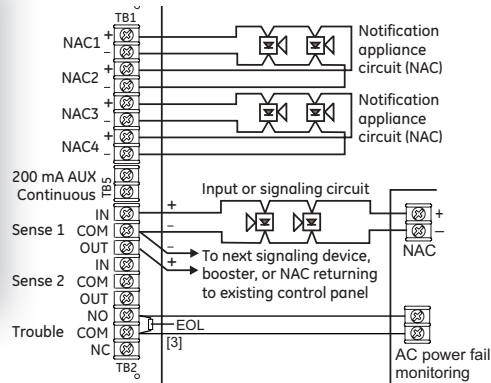 TB1
NAC1 + –
NAC2 + –
NAC3 + –
NAC4 + –
Notification
appliance
circuit (NAC)
Notification
appliance
circuit (NAC)
200 mA AUX
Continuous
TB5
Input or signaling circuit
Sense 1
IN
COM
OUT
+
–
–
+
To next signaling device,
booster, or NAC returning
to existing control panel
+
–
NAC
Sense 2
IN
COM
OUT
Trouble
NO
COM
NC
EOL
[3]
TB2
AC power fail
monitoring